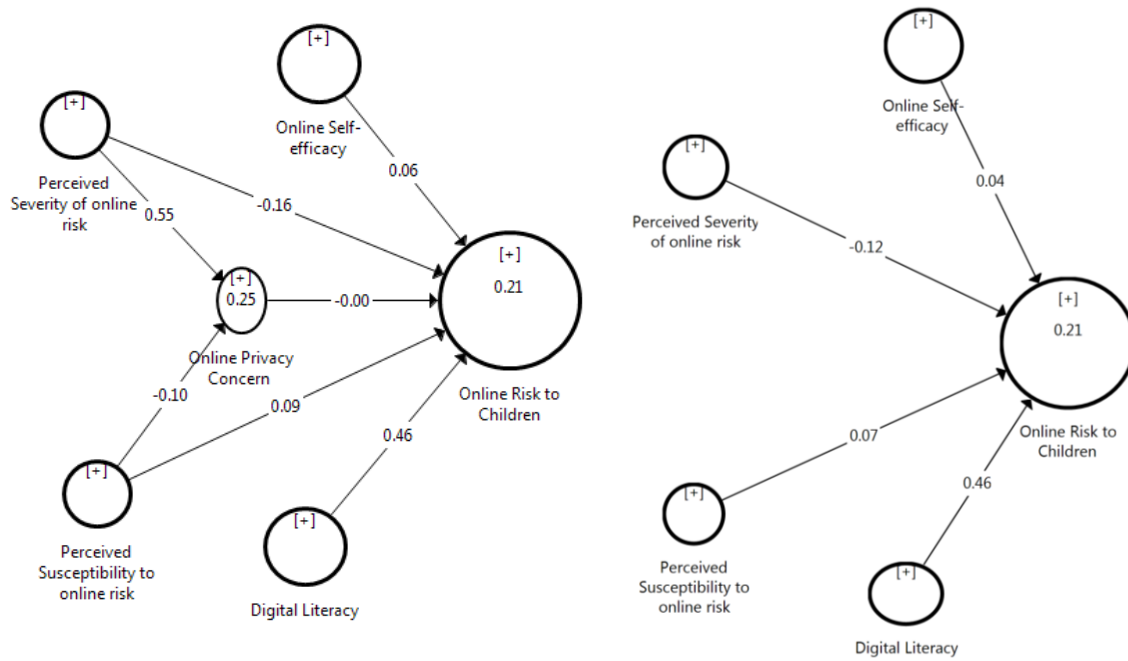 [+]
Online Self-
efficacy
[+]
Perceived
Severity of online
risk
0.06
-0.16
0.55
[+]
0.25
Online Privacy
Concern
-0.00
[+]
0.21
Online Risk to
Children
-0.10
0.09
0.46
[+]
Perceived
Susceptibility to
online risk
[+]
Digital Literacy
[+]
Online Self-
efficacy
[+]
Perceived Severity
of online risk
0.04
-0.12
[+]
0.21
Online Risk to
Children
0.07
0.46
[+]
Perceived
Susceptibility to
online risk
[+]
Digital Literacy